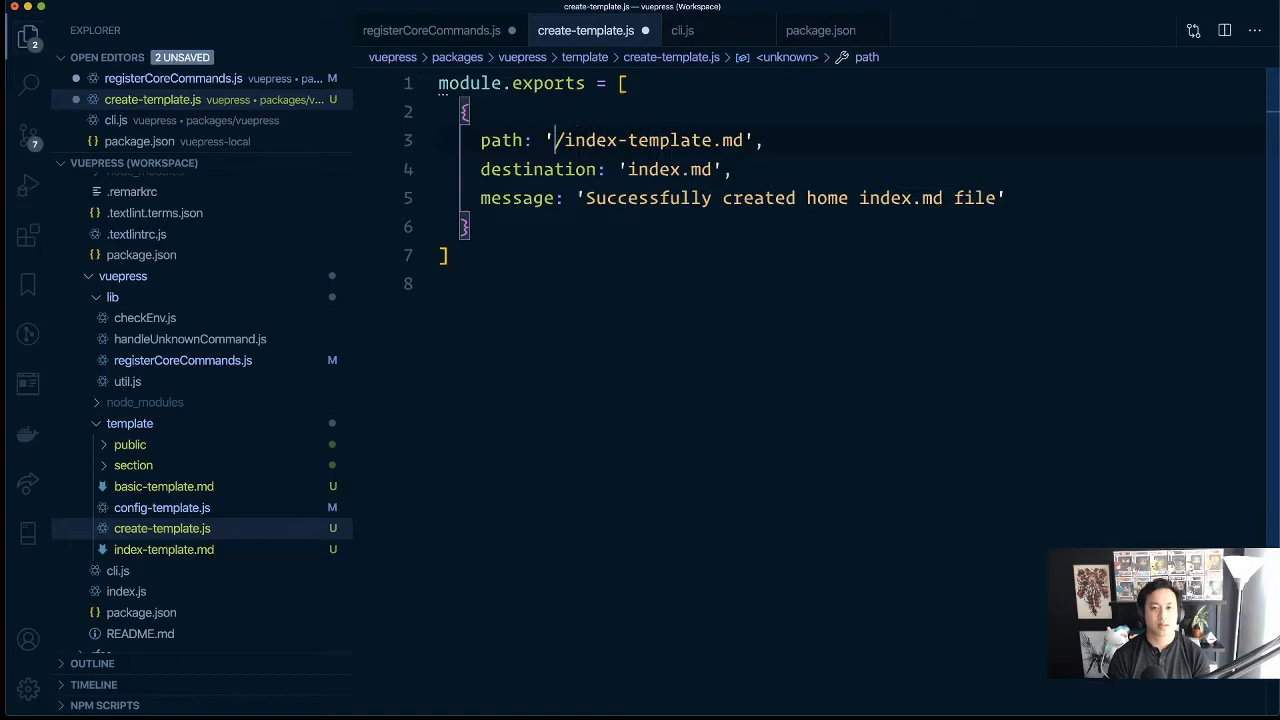 create-template.js — vuepress (Workspace)
EXPLORER
registerCoreCommands.js
create-template.js
cli.js
package.json
OPEN EDITORS
2 UNSAVED
registerCoreCommands.js vuepress • pa... M
create-template.js vuepress • packages/v... U
cli.js vuepress • packages/vuepress
package.json vuepress-local
VUEPRESS (WORKSPACE)
node_modules
.remarkrc
.textlint.terms.json
.textlintrc.js
package.json
vuepress
lib
checkEnv.js
handleUnknownCommand.js
registerCoreCommands.js M
util.js
node_modules
template
public
section
basic-template.md U
config-template.js M
create-template.js U
index-template.md U
cli.js
index.js
package.json
README.md
OUTLINE
TIMELINE
NPM SCRIPTS
2
7
vuepress > packages > vuepress > template > create-template.js > <unknown> > path
1 module.exports = [
2 {
3 path: '/index-template.md',
4 destination: 'index.md',
5 message: 'Successfully created home index.md file'
6 }
7 ]
8